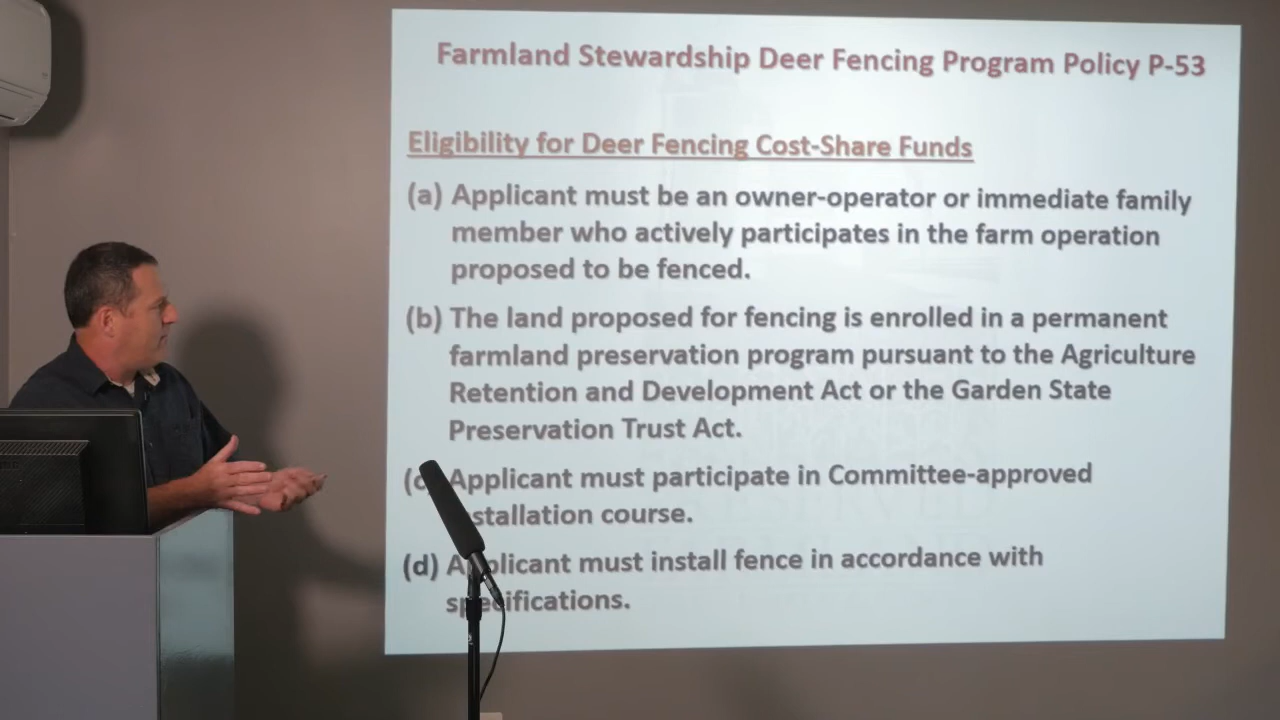 Farmland Stewardship Deer Fencing Program Policy P-53
Eligibility for Deer Fencing Cost-Share Funds
(a) Applicant must be an owner-operator or immediate family
member who actively participates in the farm operation
proposed to be fenced.
(b) The land proposed for fencing is enrolled in a permanent
farmland preservation program pursuant to the Agriculture
Retention and Development Act or the Garden State
Preservation Trust Act.
(c) Applicant must participate in Committee-approved
installation course.
(d) Applicant must install fence in accordance with
specifications.